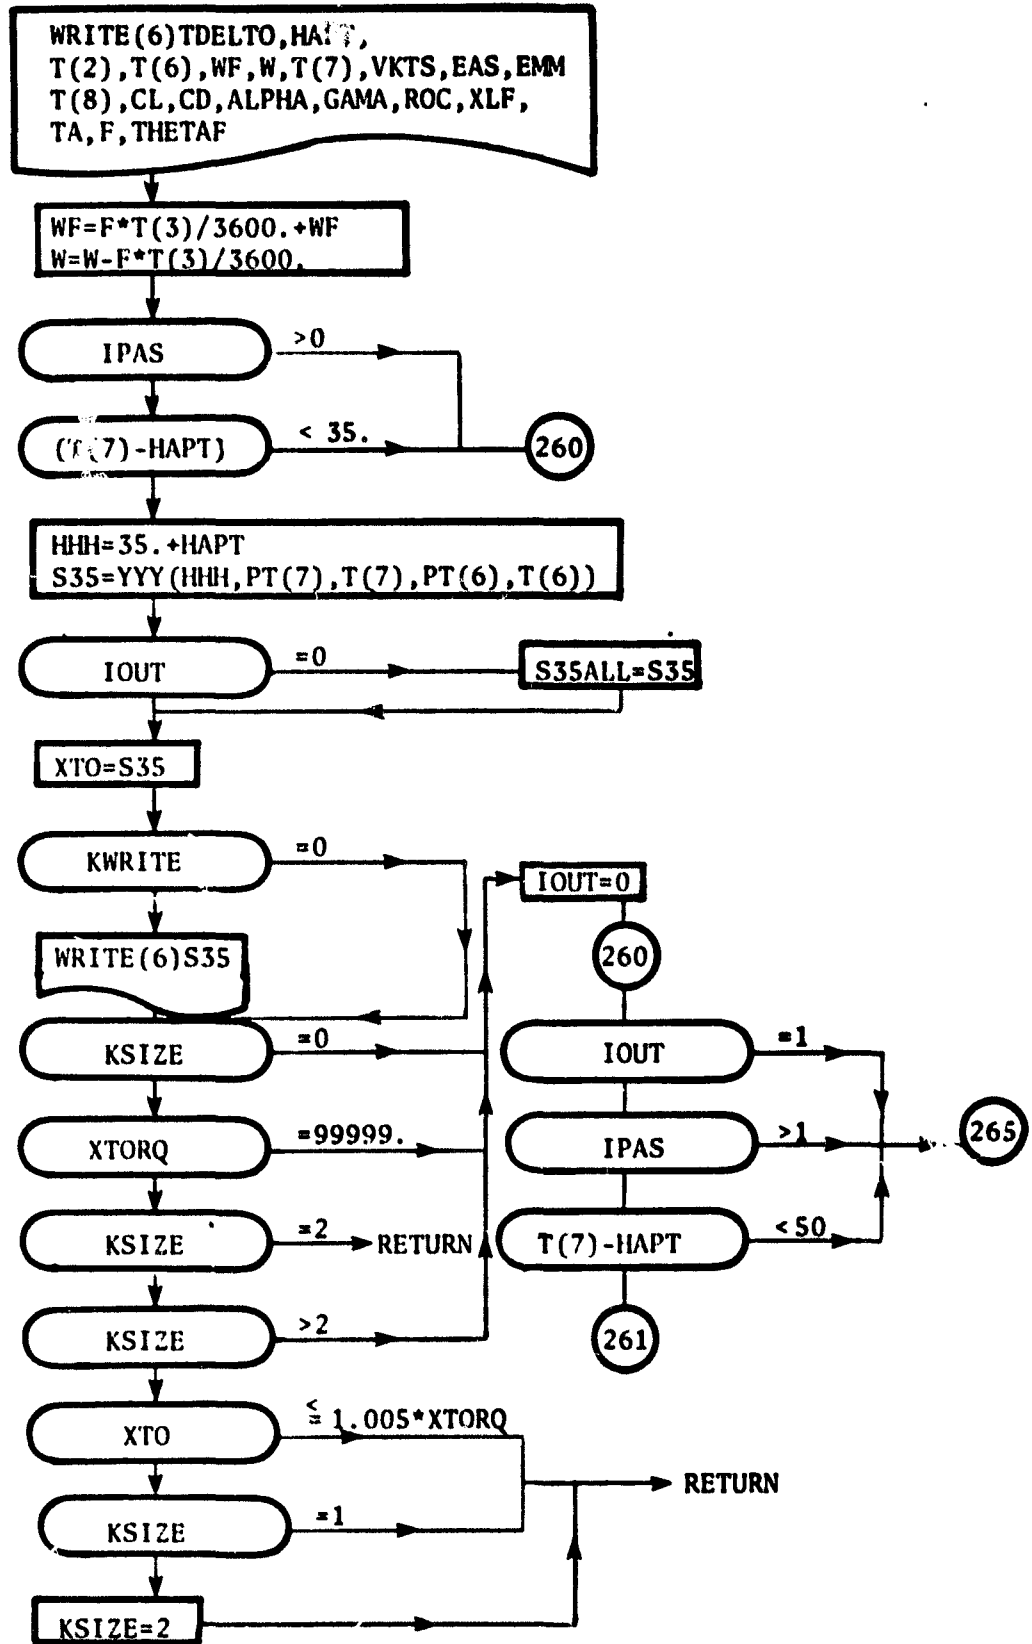 WRITE(6)TDELTO,HAPT,
T(2),T(6),WF,W,T(7),VKTS,EAS,EMM
T(8),CL,CD,ALPHA,GAMA,ROC,XLF,
TA,F,THETAF
WF=F*T(3)/3600.+WF
W=W-F*T(3)/3600.
IPAS
>0
(T(7)-HAPT)
< 35.
260
HHH=35.+HAPT
S35=YYY(HHH,PT(7),T(7),PT(6),T(6))
IOUT
=0
S35ALL=S35
XTO=S35
KWRITE
=0
WRITE(6)S35
KSIZE
=0
XTORQ
=99999.
KSIZE
=2
RETURN
KSIZE
>2
XTO
≤ 1.005*XTORQ
KSIZE
=1
RETURN
KSIZE=2
IOUT=0
260
IOUT
=1
IPAS
>1
265
T(7)-HAPT
<50
261